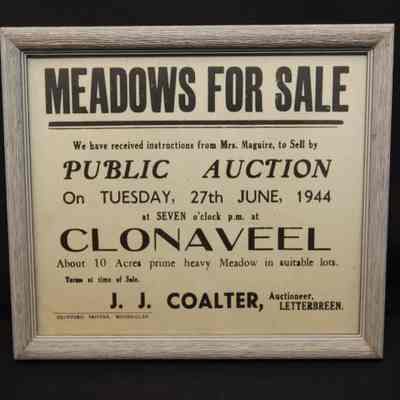 MEADOWS FOR SALE
We have received instructions from Mrs. Maguire, to Sell by
PUBLIC AUCTION
On TUESDAY, 27th JUNE, 1944
at SEVEN o'clock p.m. at
CLONAVEEL
About 10 Acres prime heavy Meadow in suitable lots.
Terms at time of Sale.
J. J. COALTER, Auctioneer,
LETTERBREEN.